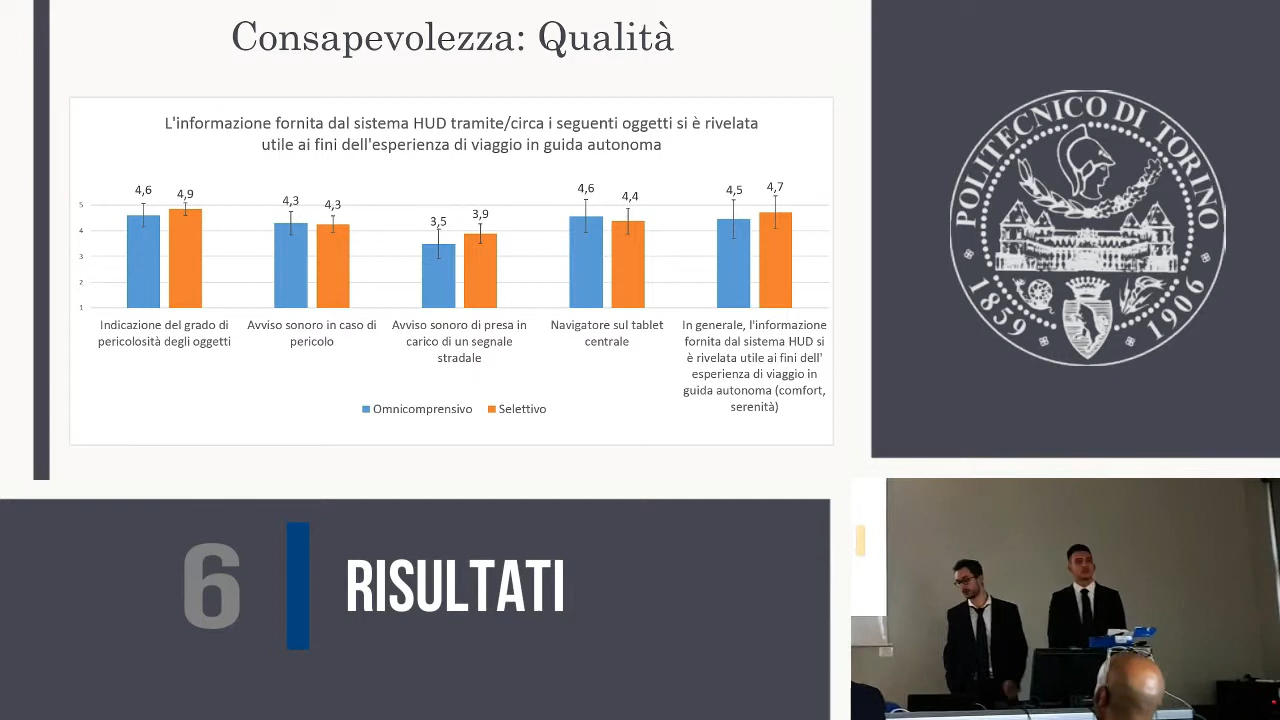 Consapevolezza: Qualità
L'informazione fornita dal sistema HUD tramite/circa i seguenti oggetti si è rivelata
utile ai fini dell'esperienza di viaggio in guida autonoma
5
4
3
2
1
4,6
4,9
4,3
4,3
3,5
3,9
4,6
4,4
4,5
4,7
Indicazione del grado di
pericolosità degli oggetti
Avviso sonoro in caso di
pericolo
Avviso sonoro di presa in
carico di un segnale
stradale
Navigatore sul tablet
centrale
In generale, l'informazione
fornita dal sistema HUD si
è rivelata utile ai fini dell'
esperienza di viaggio in
guida autonoma (comfort,
serenità)
Omnicomprensivo
Selettivo
POLITECNICO DI TORINO
1859
1906
6
RISULTATI